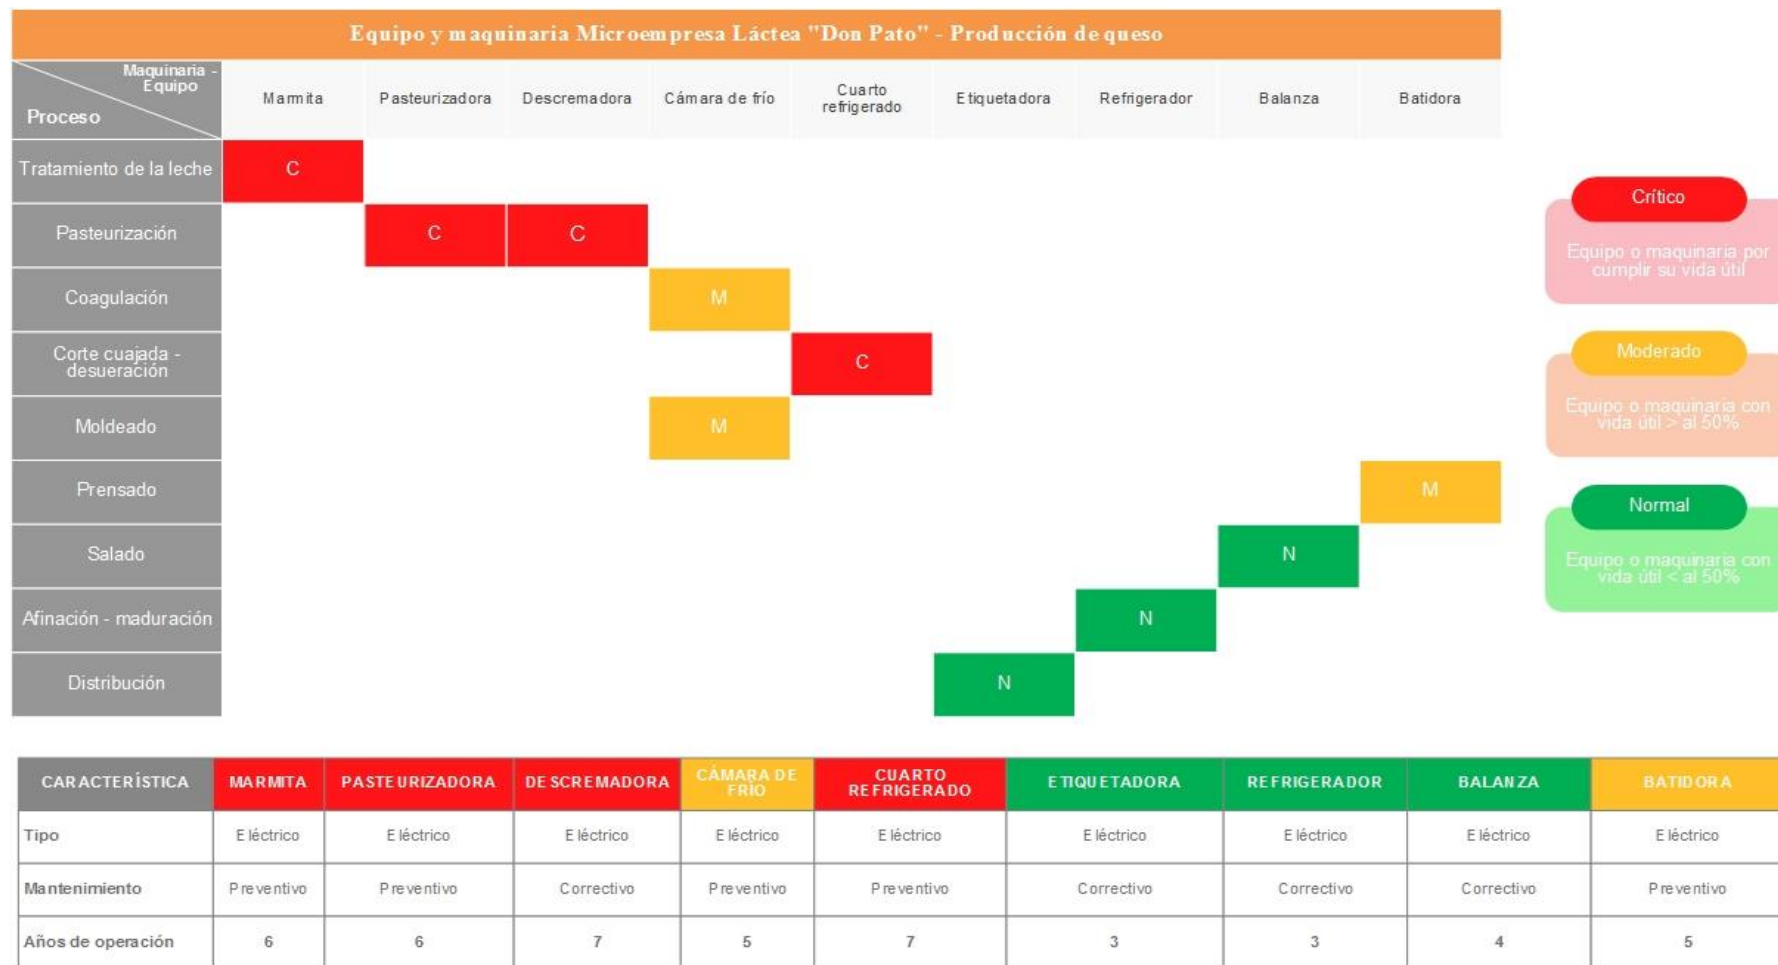 Equipo y maquinaria Microempresa Láctea "Don Pato" - Producción de queso
Maquinaria -
Equipo
Proceso
Marmita
Pasteurizadora
Descremadora
Cámara de frío
Cuarto
refrigerado
Etiquetadora
Refrigerador
Balanza
Batidora
Tratamiento de la leche
C
Pasteurización
C
C
Coagulación
M
Corte cuajada -
desueración
C
Moldeado
M
Prensado
M
Salado
N
Afinación - maduración
N
Distribución
N
Crítico
Equipo o maquinaria por
cumplir su vida útil
Moderado
Equipo o maquinaria con
vida útil > al 50%
Normal
Equipo o maquinaria con
vida útil < al 50%
CARACTERÍSTICA
MARMITA
PASTEURIZADORA
DESCREMADORA
CÁMARA DE
FRÍO
CUARTO
REFRIGERADO
ETIQUETADORA
REFRIGERADOR
BALANZA
BATIDORA
Tipo
Eléctrico
Eléctrico
Eléctrico
Eléctrico
Eléctrico
Eléctrico
Eléctrico
Eléctrico
Eléctrico
Mantenimiento
Preventivo
Preventivo
Correctivo
Preventivo
Preventivo
Correctivo
Correctivo
Correctivo
Preventivo
Años de operación
6
6
7
5
7
3
3
4
5